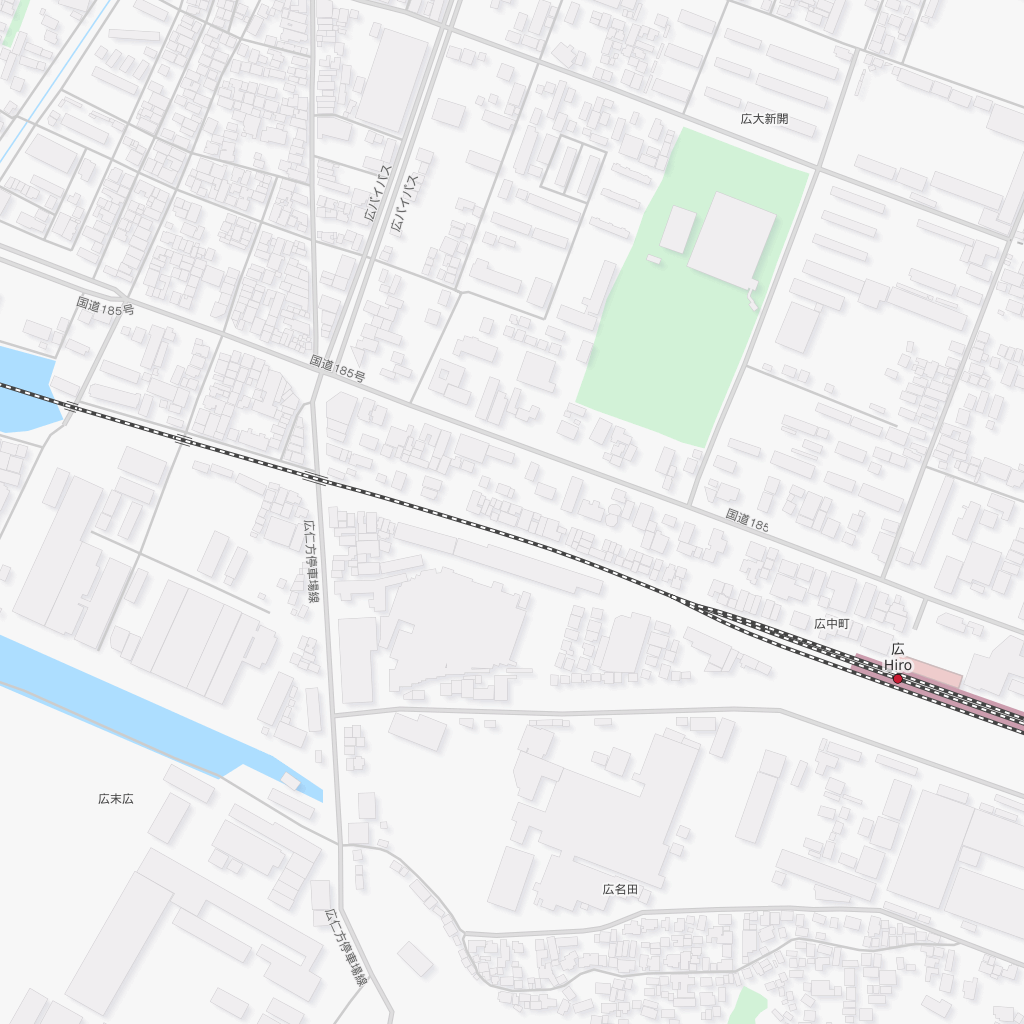 広大新開
広バイパス
広バイパス
国道185号
国道185号
国道185
広仁方停車場線
広中町
広
Hiro
広末広
広名田
広仁方停車場線